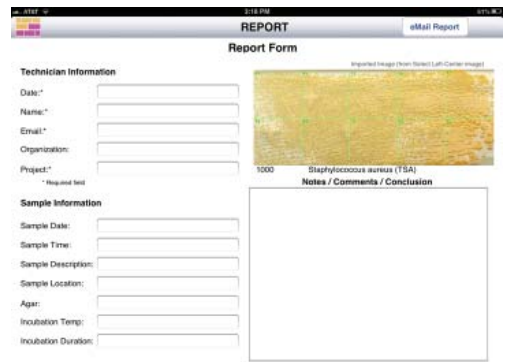 AT&T
2:18 PM
REPORT
eMail Report
Report Form
Technician Information
Date:*
Name:*
Email:*
Organization:
Project:*
* Required field
Imported Image (from Select Left-Center image)
1000 Staphylococcus aureus (TSA)
Notes / Comments / Conclusion
Sample Information
Sample Date:
Sample Time:
Sample Description:
Sample Location:
Agar:
Incubation Temp:
Incubation Duration: